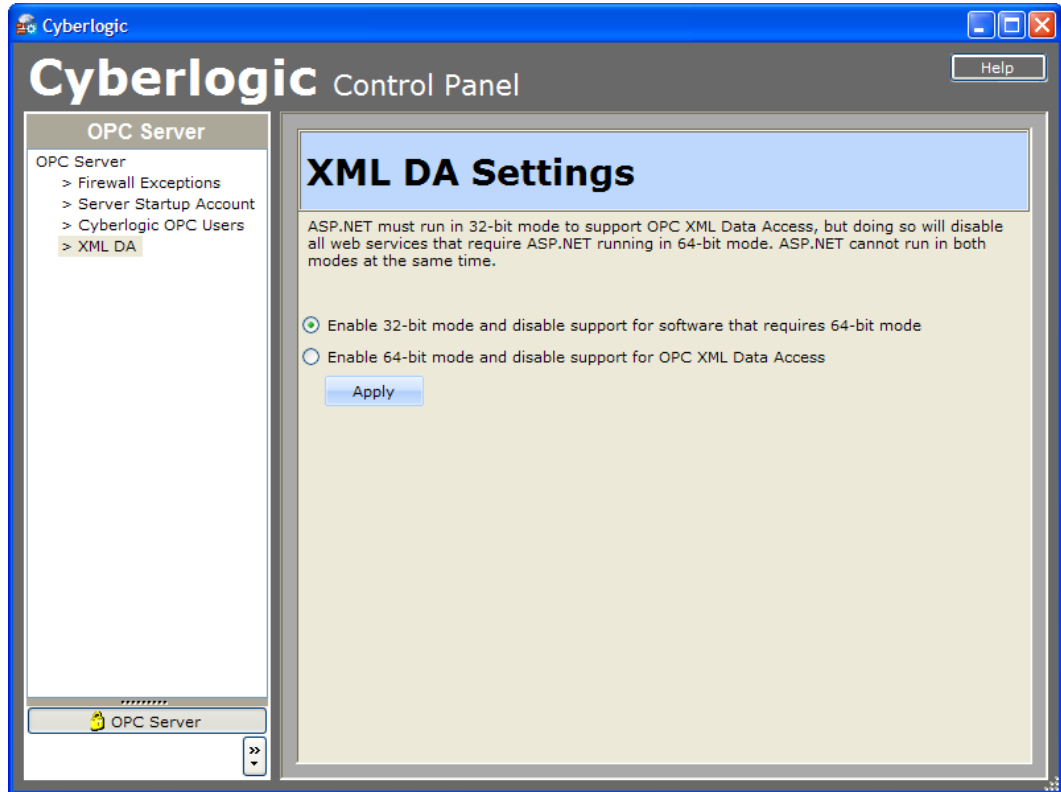 Cyberlogic
Cyberlogic Control Panel
Help
OPC Server
OPC Server
> Firewall Exceptions
> Server Startup Account
> Cyberlogic OPC Users
> XML DA
XML DA Settings
ASP.NET must run in 32-bit mode to support OPC XML Data Access, but doing so will disable
all web services that require ASP.NET running in 64-bit mode. ASP.NET cannot run in both
modes at the same time.
Enable 32-bit mode and disable support for software that requires 64-bit mode
Enable 64-bit mode and disable support for OPC XML Data Access
Apply
OPC Server